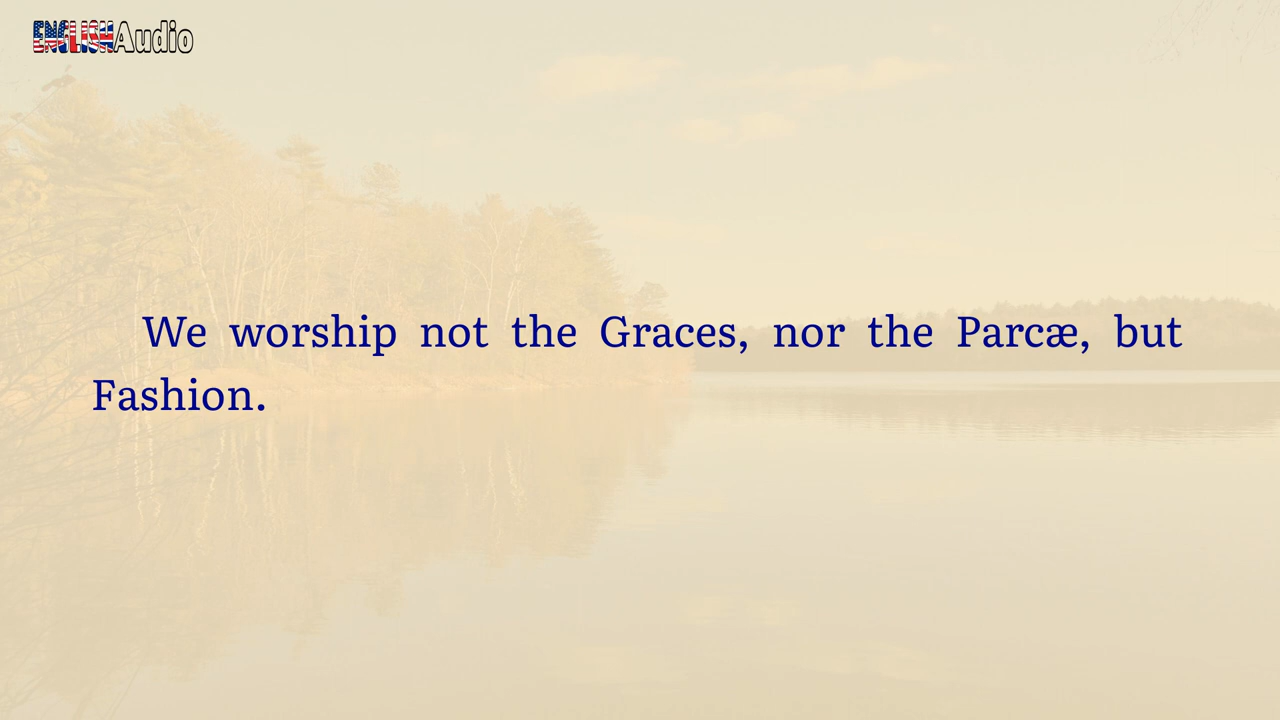 ENGLISHAudio
We worship not the Graces, nor the Parcæ, but
Fashion.